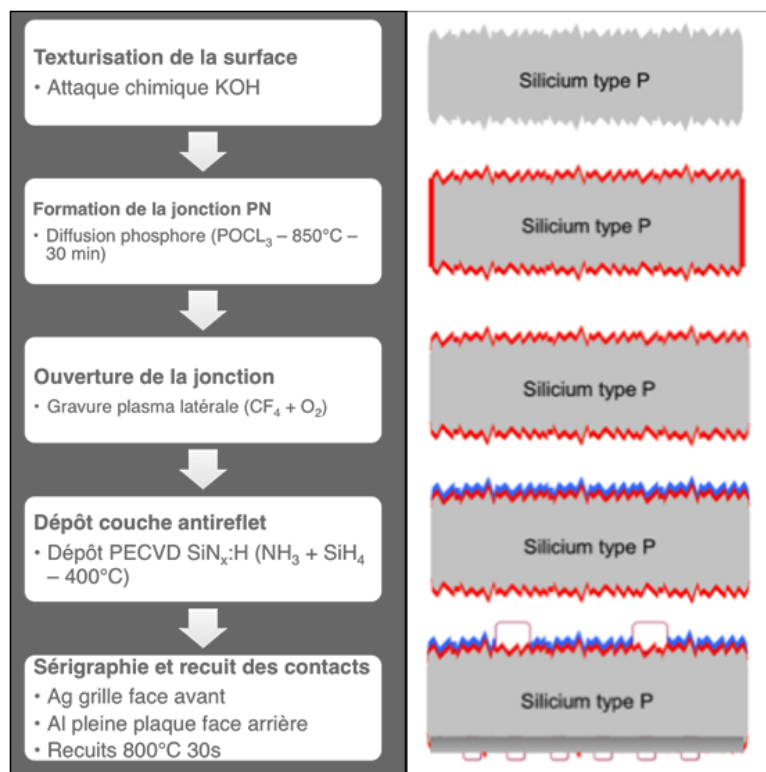 Texturisation de la surface
• Attaque chimique KOH
Silicium type P
Formation de la jonction PN
• Diffusion phosphore (POCL₃ – 850°C –
30 min)
Silicium type P
Ouverture de la jonction
• Gravure plasma latérale (CF₄ + O₂)
Silicium type P
Dépôt couche antireflet
• Dépôt PECVD SiNₓ:H (NH₃ + SiH₄
– 400°C)
Silicium type P
Sérigraphie et recuit des contacts
• Ag grille face avant
• Al pleine plaque face arrière
• Recuits 800°C 30s
Silicium type P